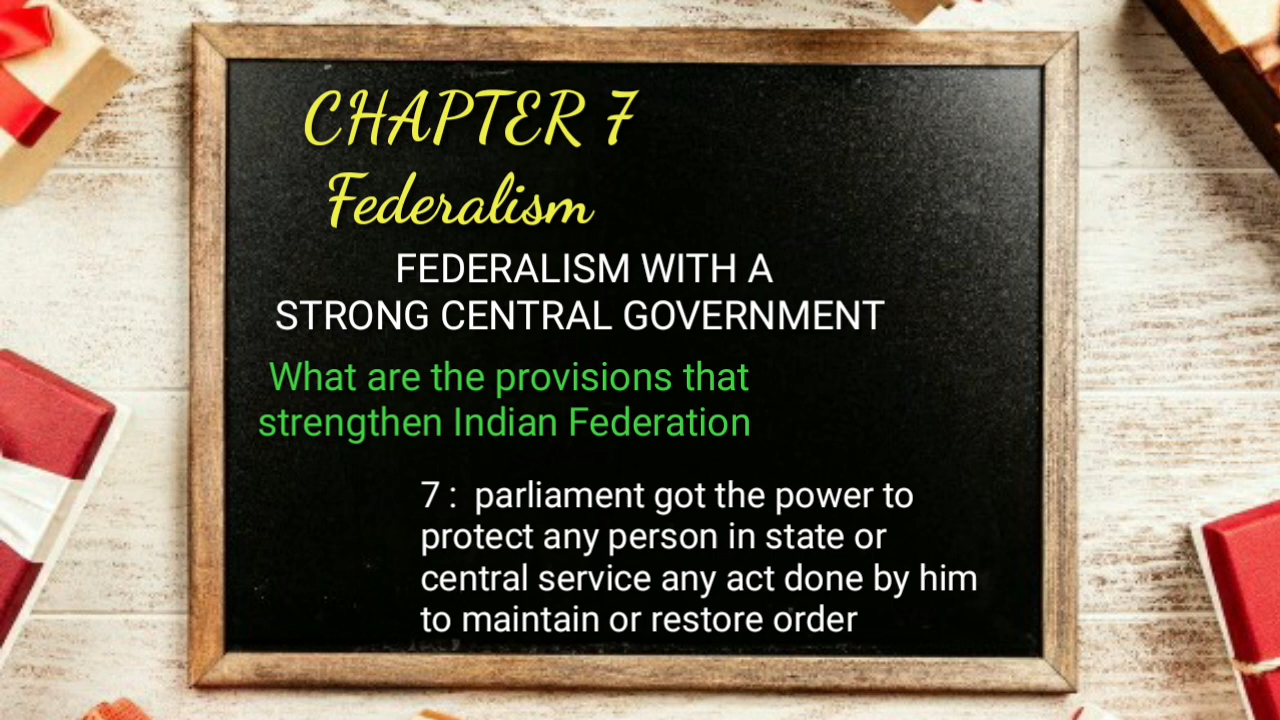 CHAPTER 7
Federalism
FEDERALISM WITH A
STRONG CENTRAL GOVERNMENT
What are the provisions that
strengthen Indian Federation
7 : parliament got the power to
protect any person in state or
central service any act done by him
to maintain or restore order